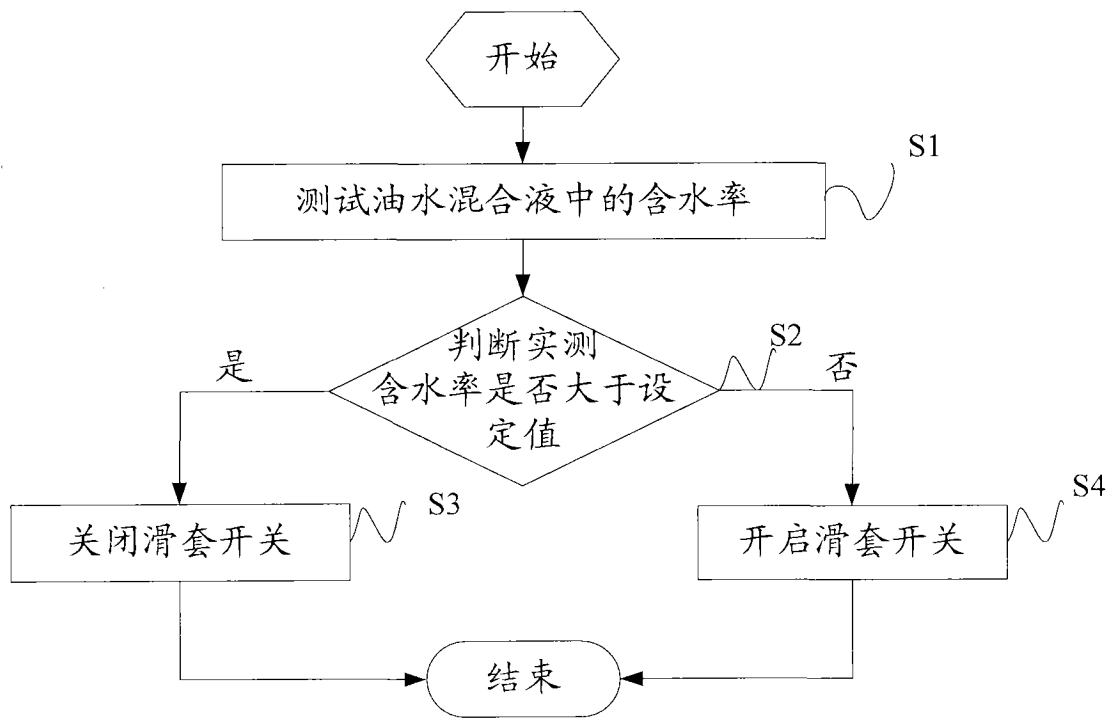 开始
S1
测试油水混合液中的含水率
S2
判断实测
含水率是否大于设
定值
是
否
S3
关闭滑套开关
S4
开启滑套开关
结束